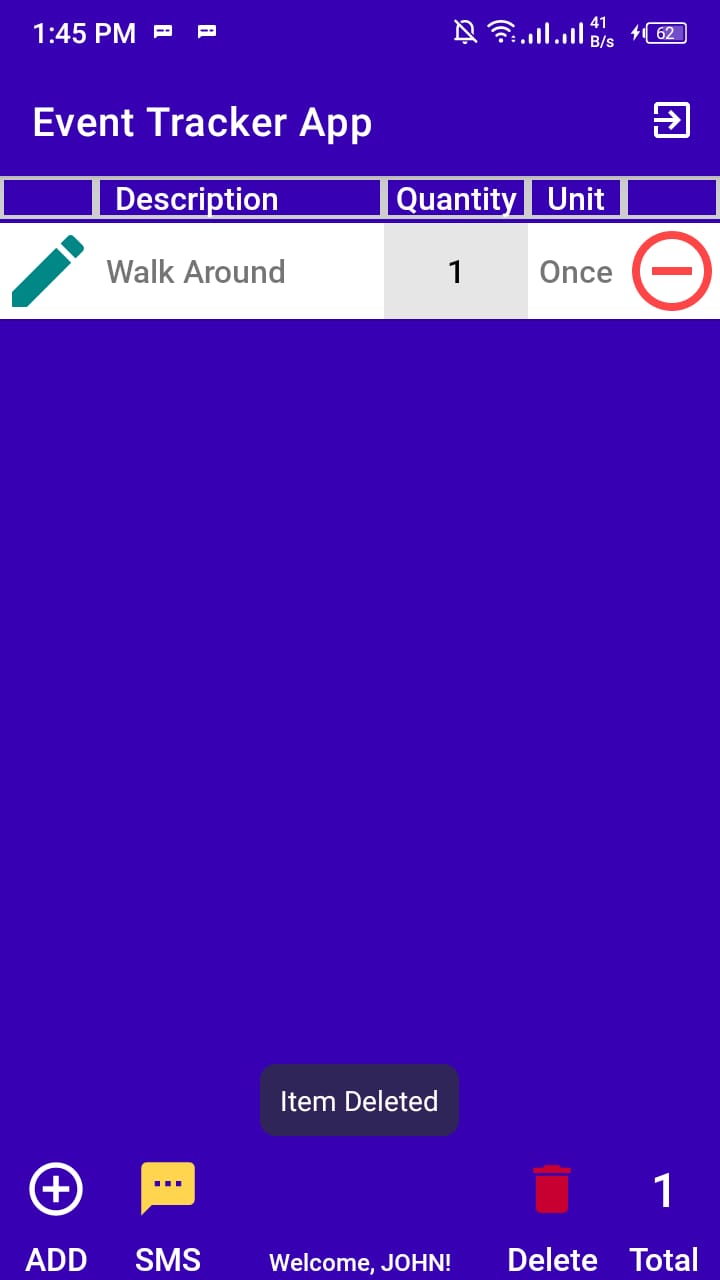 1:45 PM 41 B/s 62
Event Tracker App
Description Quantity Unit
Walk Around 1 Once
Item Deleted
1
ADD SMS Welcome, JOHN! Delete Total